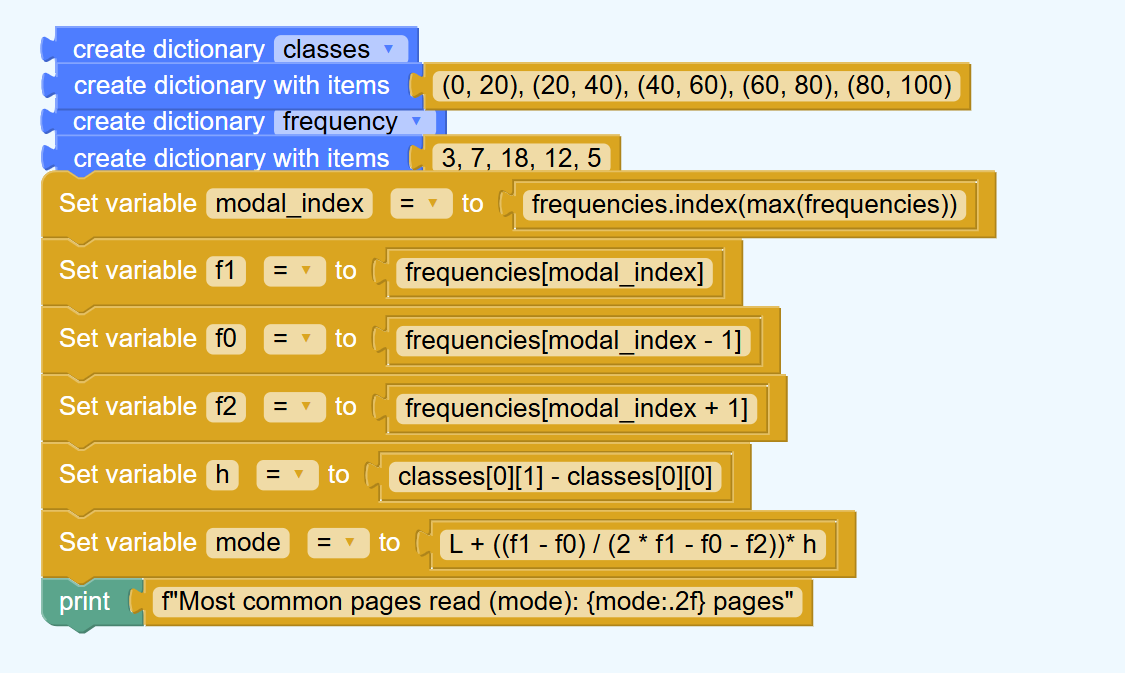 create dictionary classes
create dictionary with items (0, 20), (20, 40), (40, 60), (60, 80), (80, 100)
create dictionary frequency
create dictionary with items 3, 7, 18, 12, 5
Set variable modal_index = to frequencies.index(max(frequencies))
Set variable f1 = to frequencies[modal_index]
Set variable f0 = to frequencies[modal_index - 1]
Set variable f2 = to frequencies[modal_index + 1]
Set variable h = to classes[0][1] - classes[0][0]
Set variable mode = to L + ((f1 - f0) / (2 * f1 - f0 - f2))* h
print f"Most common pages read (mode): {mode:.2f} pages"